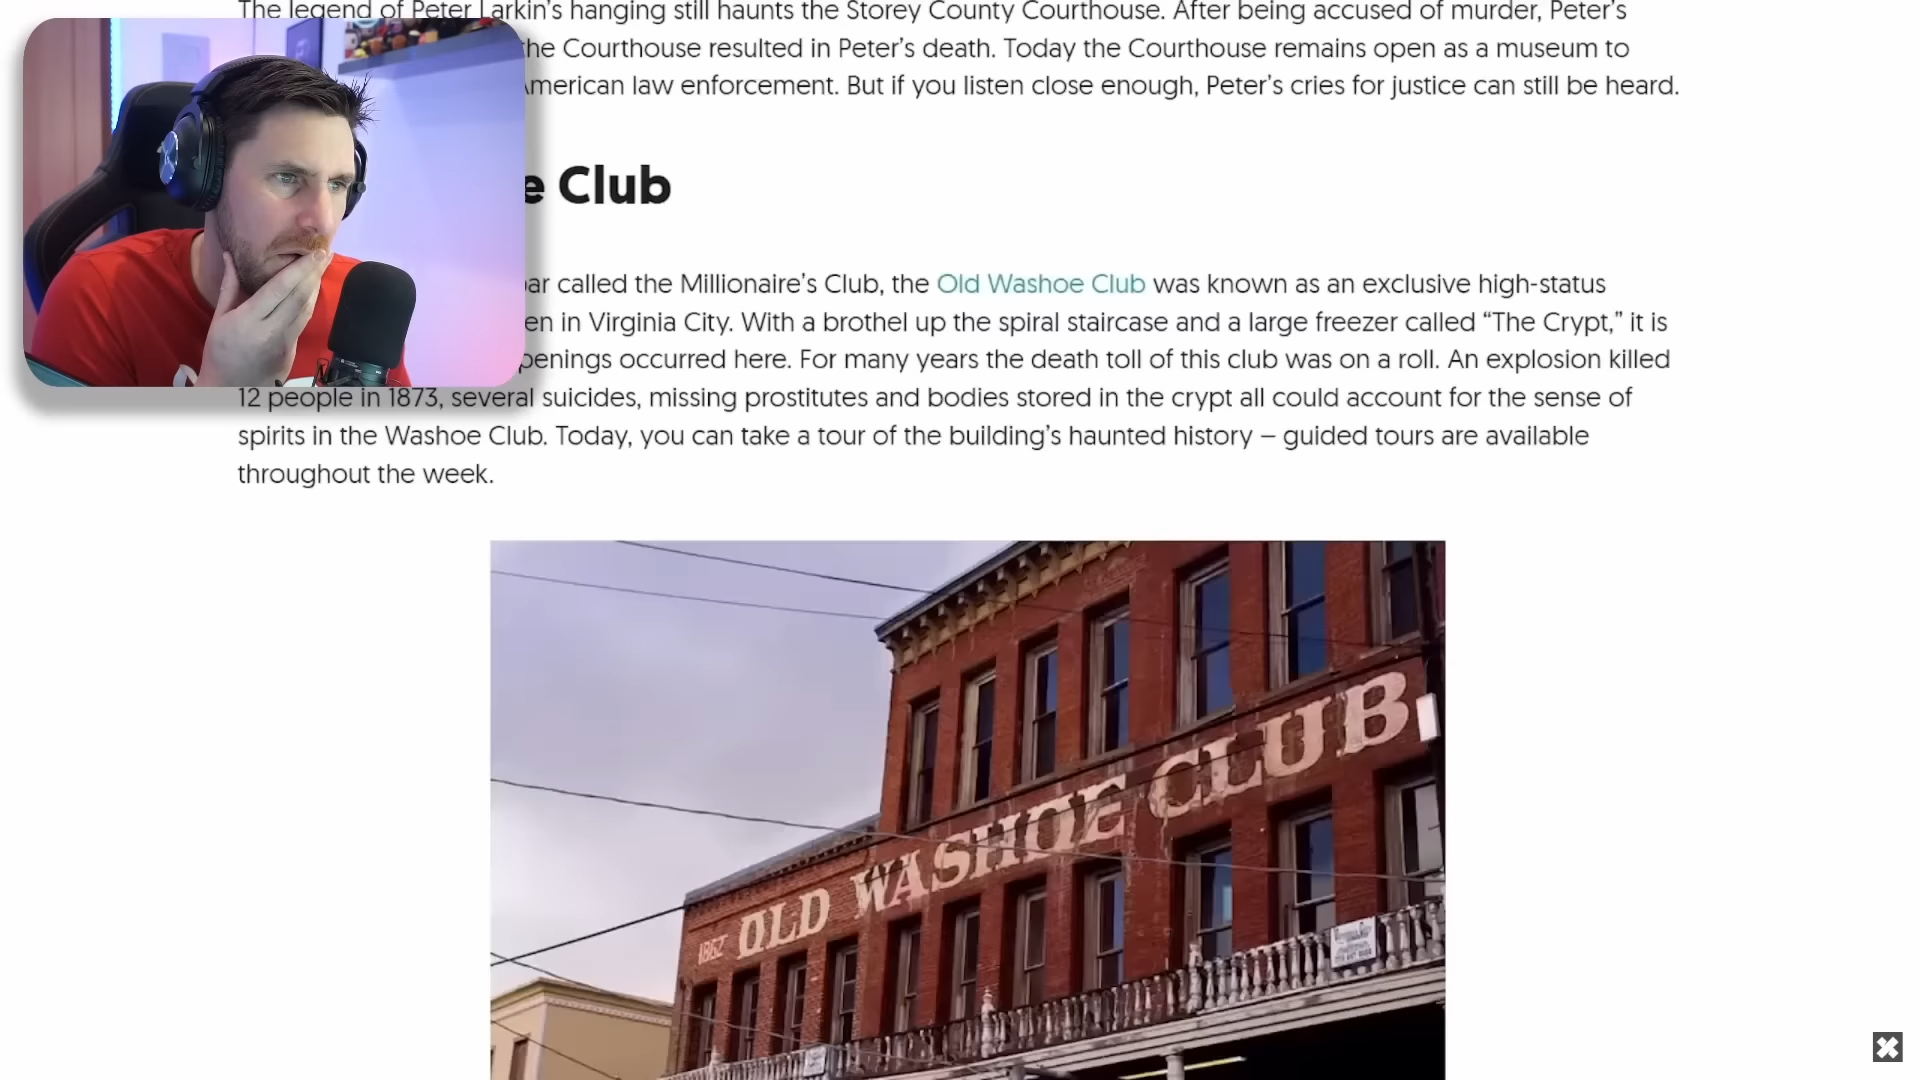 The legend of Peter Larkin’s hanging still haunts the Storey County Courthouse. After being accused of murder, Peter’s
the Courthouse resulted in Peter’s death. Today the Courthouse remains open as a museum to
American law enforcement. But if you listen close enough, Peter’s cries for justice can still be heard.
e Club
bar called the Millionaire’s Club, the Old Washoe Club was known as an exclusive high-status
en in Virginia City. With a brothel up the spiral staircase and a large freezer called “The Crypt,” it is
penings occurred here. For many years the death toll of this club was on a roll. An explosion killed
12 people in 1873, several suicides, missing prostitutes and bodies stored in the crypt all could account for the sense of
spirits in the Washoe Club. Today, you can take a tour of the building’s haunted history – guided tours are available
throughout the week.
1862 OLD WASHOE CLUB